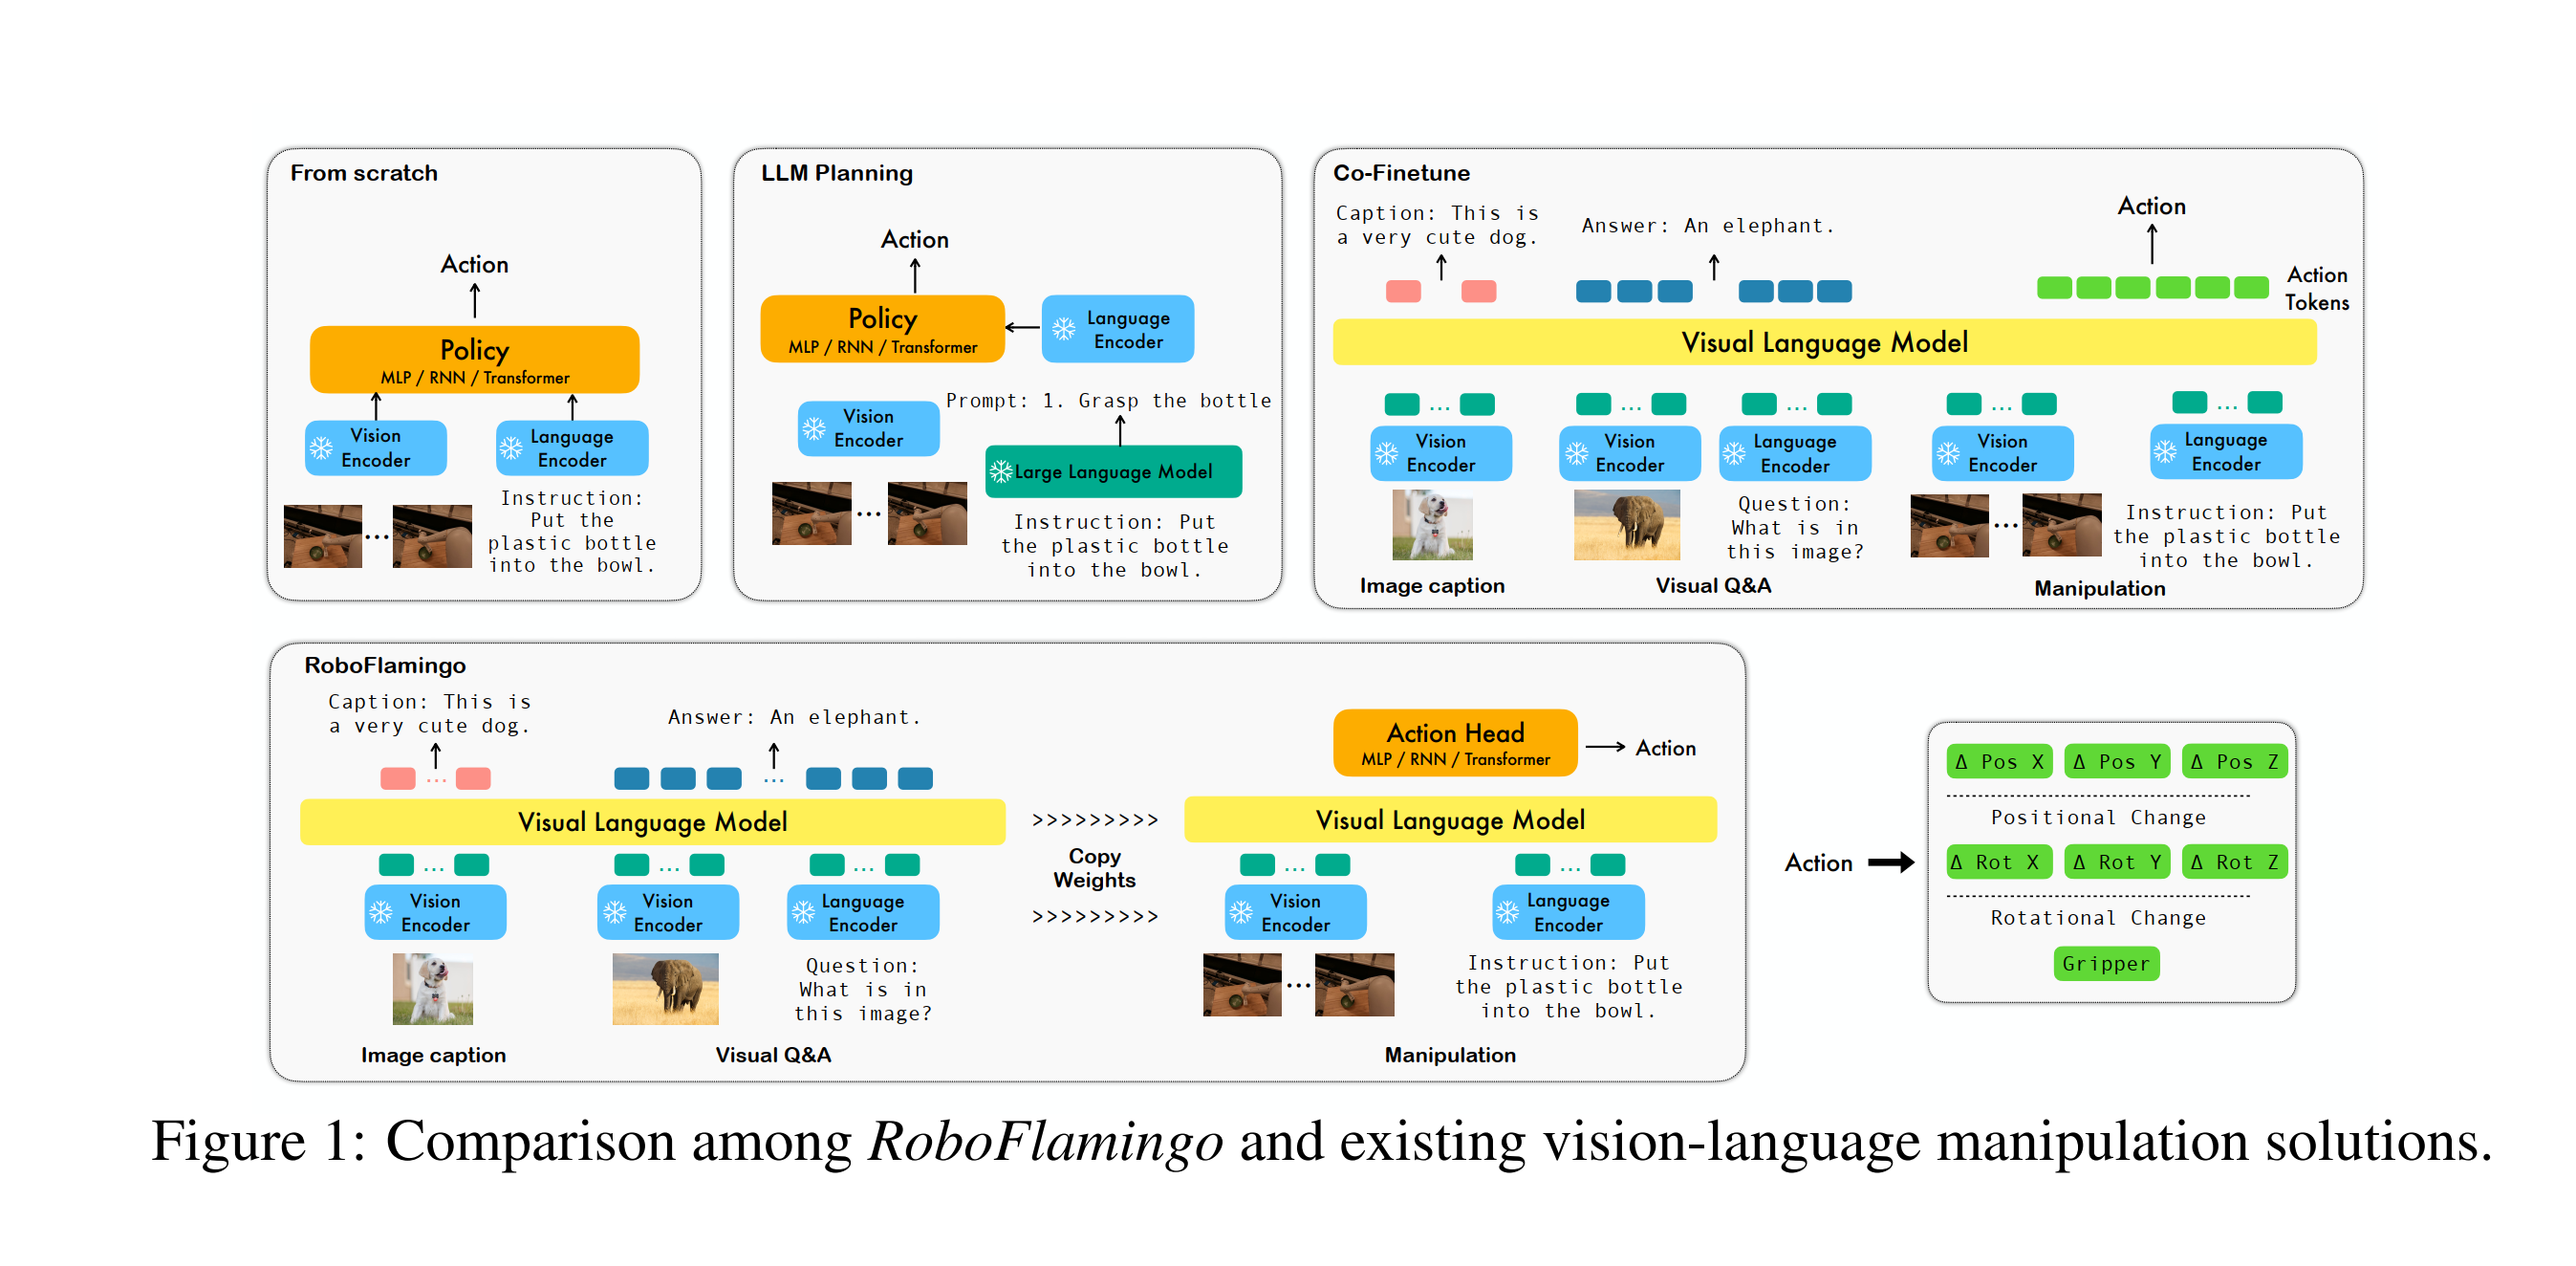 From scratch
Action
Policy
MLP / RNN / Transformer
Vision
Encoder
Language
Encoder
Instruction:
Put the
plastic bottle
into the bowl.
...
LLM Planning
Action
Policy
MLP / RNN / Transformer
Language
Encoder
Vision
Encoder
Prompt: 1. Grasp the bottle
Large Language Model
...
Instruction: Put
the plastic bottle
into the bowl.
Co-Finetune
Caption: This is
a very cute dog.
Answer: An elephant.
Action
Action
Tokens
Visual Language Model
... ... ... ... ...
Vision
Encoder
Vision
Encoder
Language
Encoder
Vision
Encoder
Language
Encoder
Question:
What is in
this image?
...
Instruction: Put
the plastic bottle
into the bowl.
Image caption
Visual Q&A
Manipulation
RoboFlamingo
Caption: This is
a very cute dog.
Answer: An elephant.
... ...
Visual Language Model
... ... ...
Vision
Encoder
Vision
Encoder
Language
Encoder
Question:
What is in
this image?
Image caption
Visual Q&A
>>>>>>>>>
Copy
Weights
>>>>>>>>>
Action Head
MLP / RNN / Transformer
Action
Visual Language Model
... ...
Vision
Encoder
Language
Encoder
...
Instruction: Put
the plastic bottle
into the bowl.
Manipulation
Action
Δ Pos X Δ Pos Y Δ Pos Z
Positional Change
Δ Rot X Δ Rot Y Δ Rot Z
Rotational Change
Gripper
Figure 1: Comparison among RoboFlamingo and existing vision-language manipulation solutions.